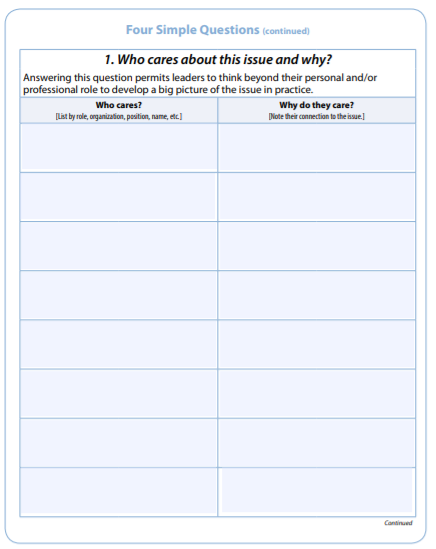 Four Simple Questions (continued)
1. Who cares about this issue and why?
Answering this question permits leaders to think beyond their personal and/or
professional role to develop a big picture of the issue in practice.
Who cares?
[List by role, organization, position, name, etc.]
Why do they care?
[Note their connection to the issue.]
Continued